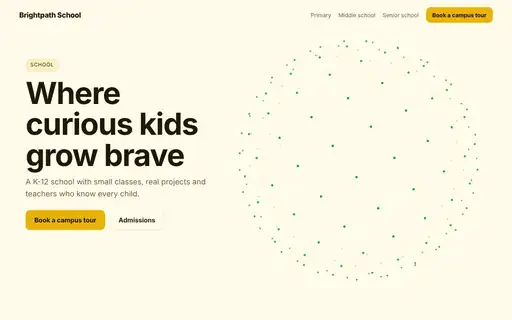 Brightpath School
Primary Middle school Senior school Book a campus tour
SCHOOL
Where
curious kids
grow brave
A K-12 school with small classes, real projects and
teachers who know every child.
Book a campus tour Admissions